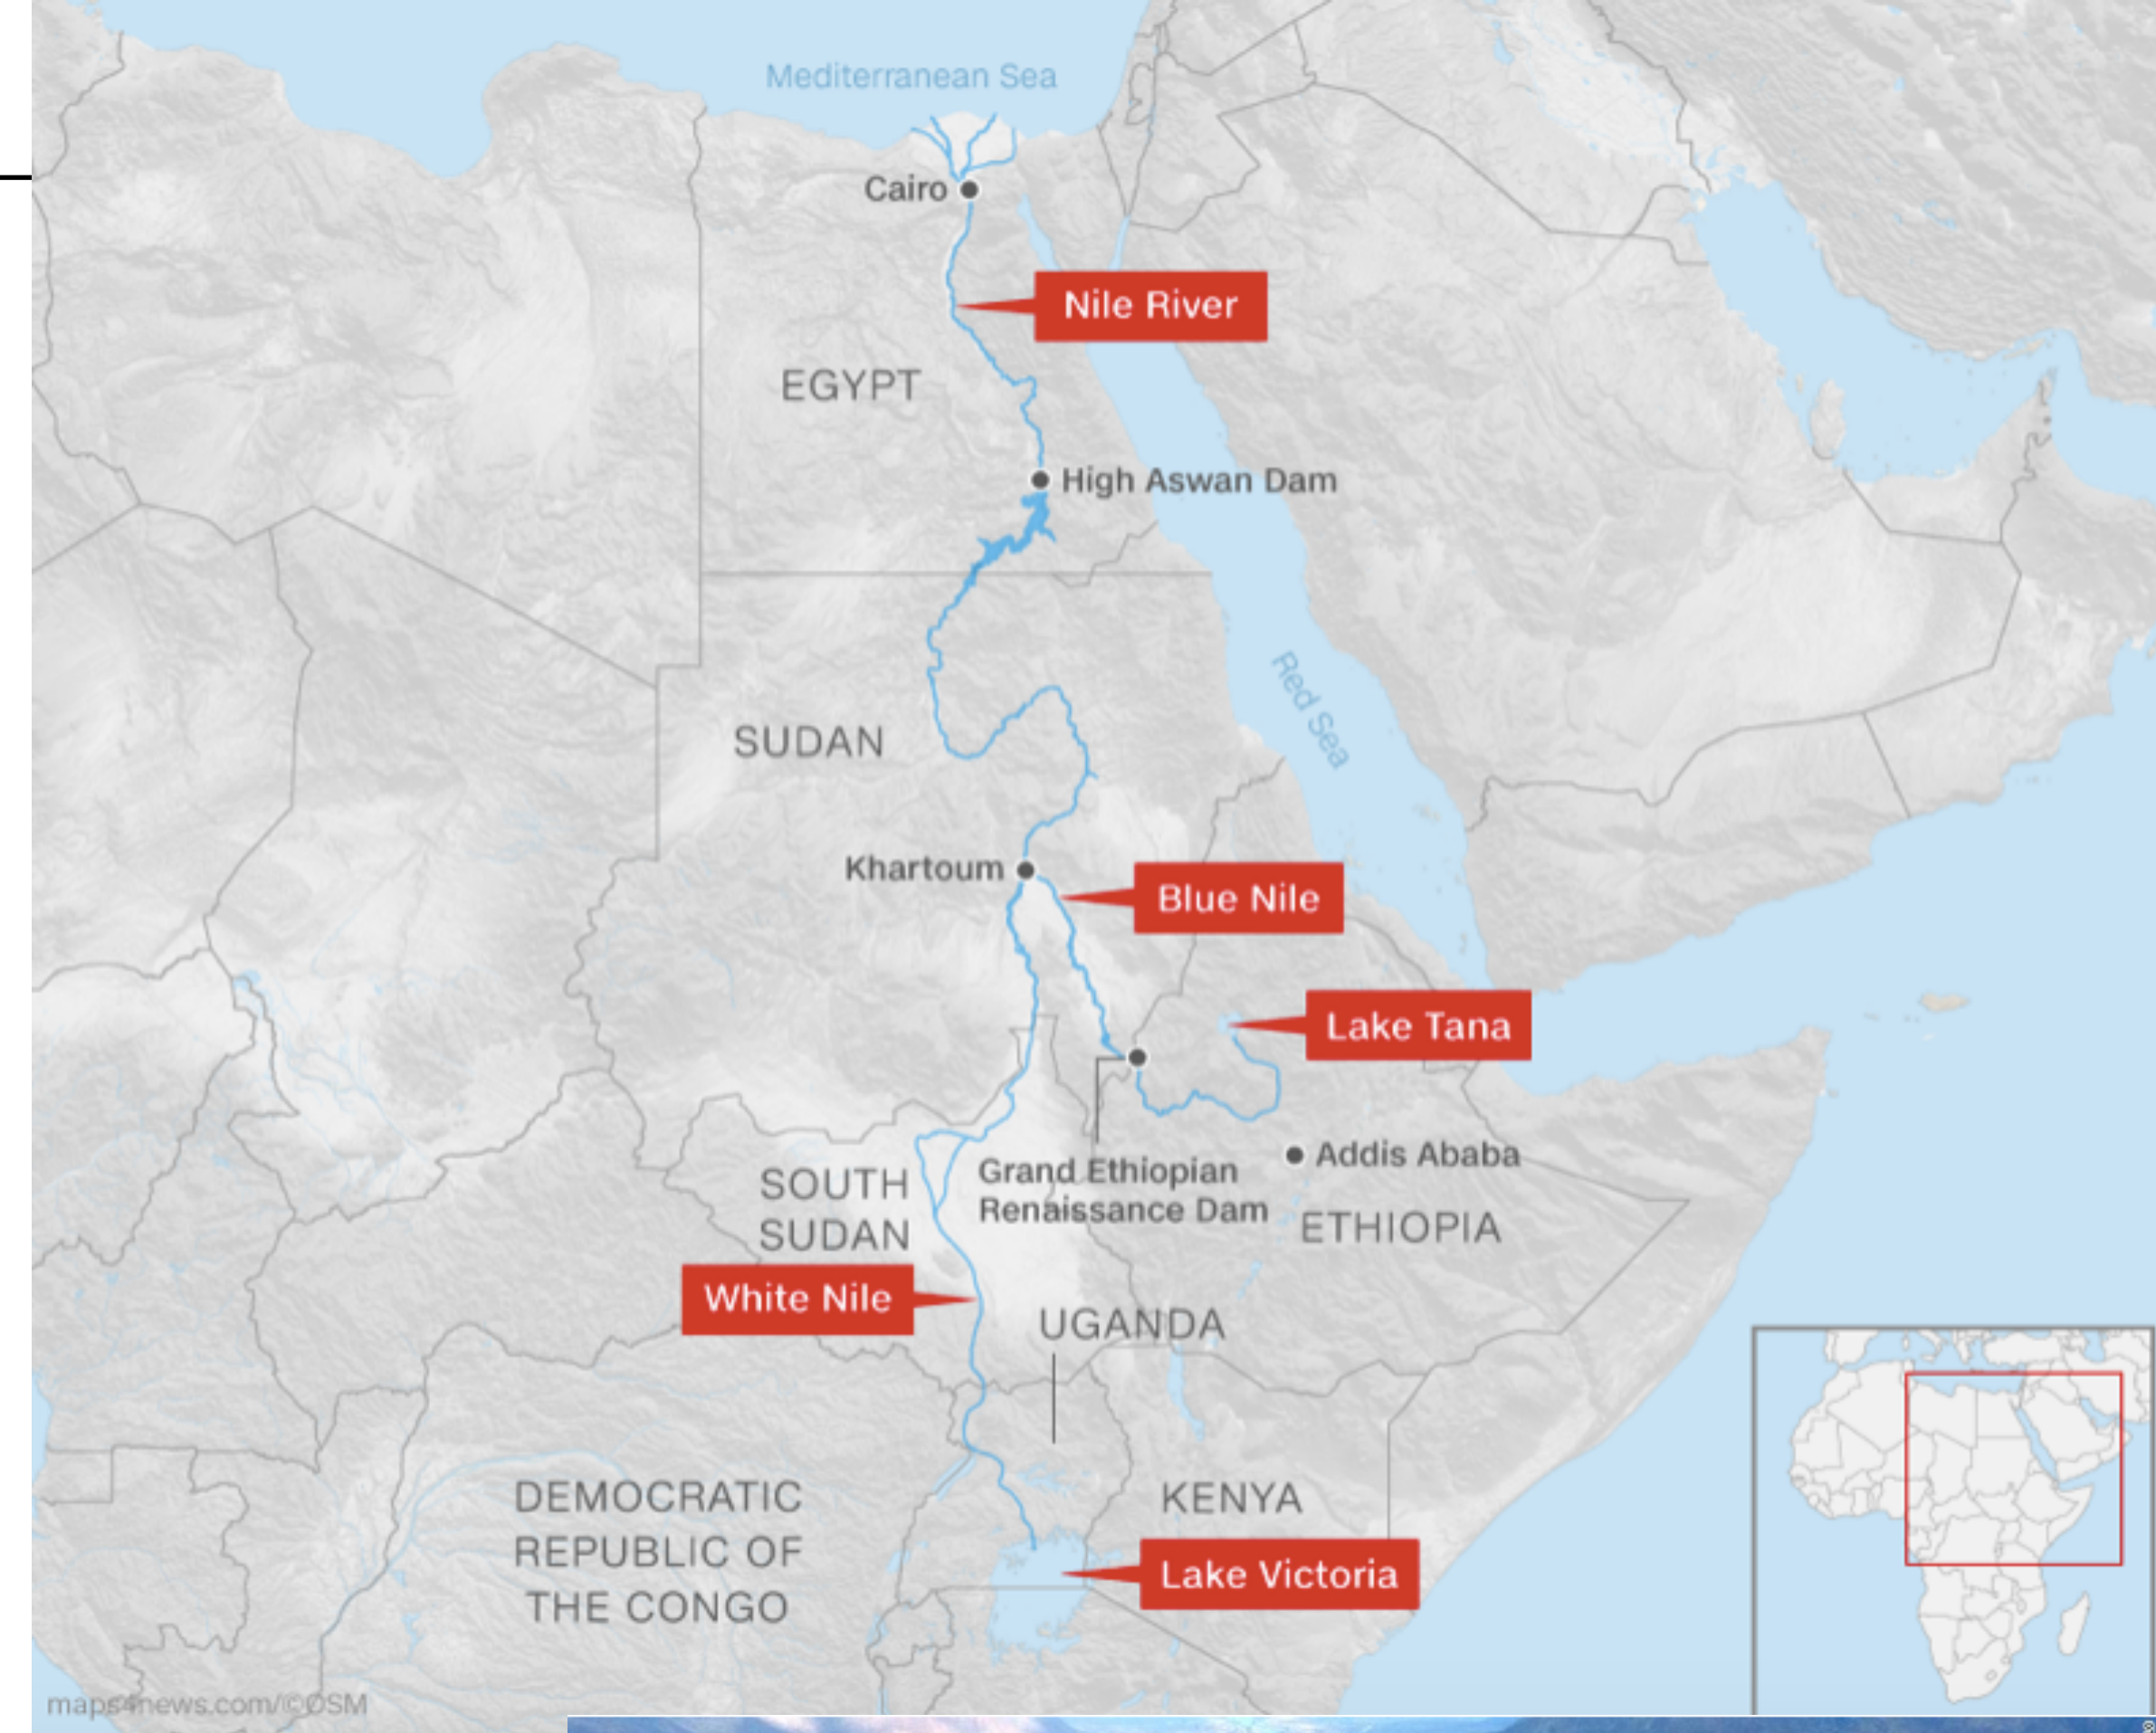 Mediterranean Sea
Cairo
Nile River
EGYPT
High Aswan Dam
Red Sea
SUDAN
Khartoum
Blue Nile
Lake Tana
Addis Ababa
SOUTH
SUDAN
Grand Ethiopian
Renaissance Dam
ETHIOPIA
White Nile
UGANDA
DEMOCRATIC
REPUBLIC OF
THE CONGO
KENYA
Lake Victoria
maps4news.com/©OSM